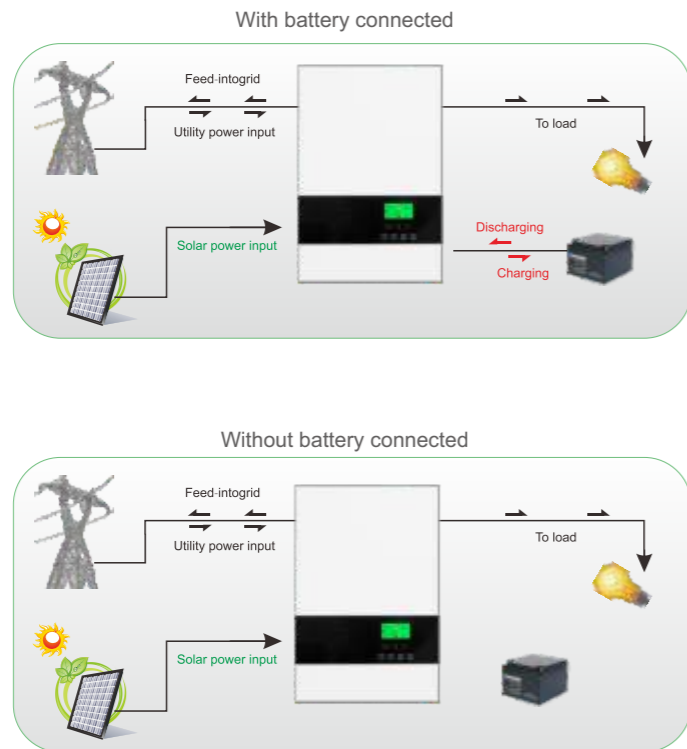 With battery connected
Feed-intogrid
Utility power input
To load
Solar power input
Discharging
Charging
Without battery connected
Feed-intogrid
Utility power input
To load
Solar power input